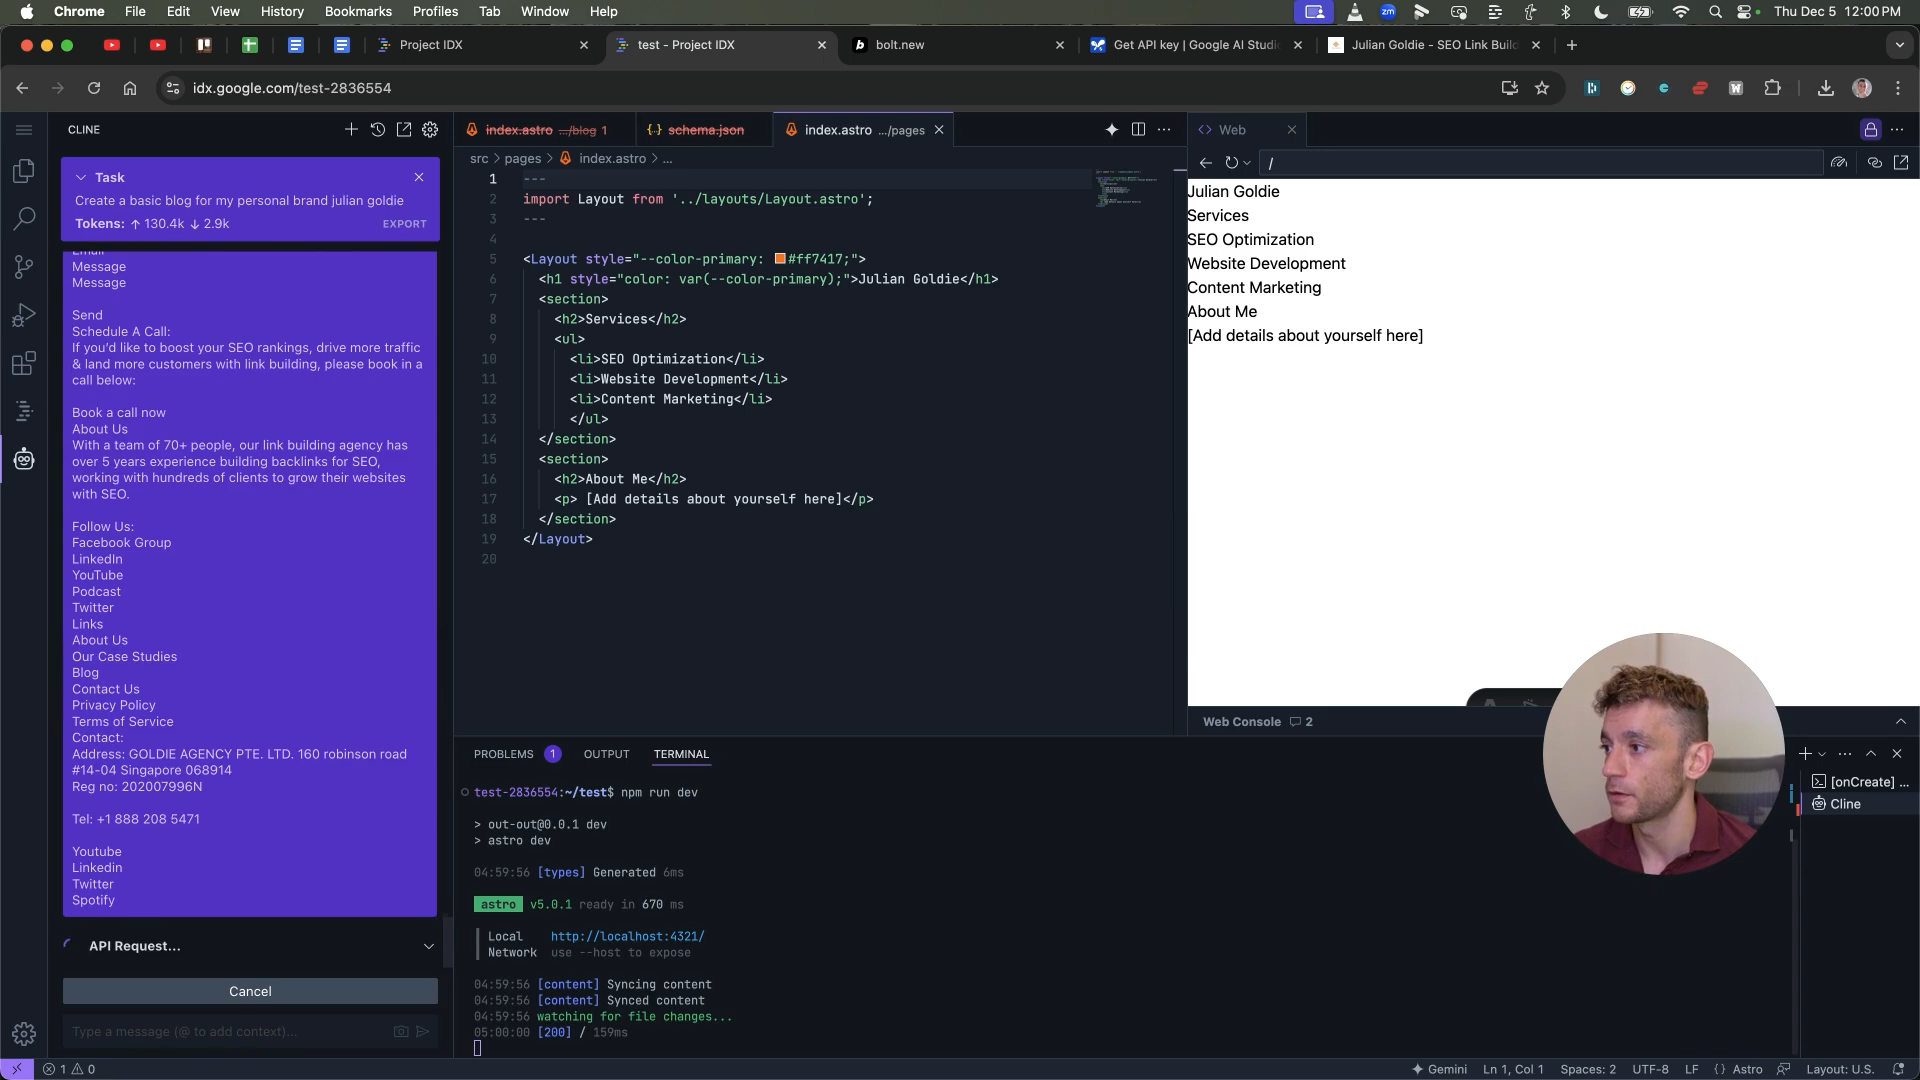 Chrome File Edit View History Bookmarks Profiles Tab Window Help
zm
Thu Dec 5 12:00 PM
Project IDX
test - Project IDX
bolt.new
Get API key | Google AI Studi
Julian Goldie - SEO Link Build
idx.google.com/test-2836554
CLINE
Task
Create a basic blog for my personal brand julian goldie
Tokens: ↑ 130.4k ↓ 2.9k
EXPORT
Email
Message
Message
Send
Schedule A Call:
If you'd like to boost your SEO rankings, drive more traffic
& land more customers with link building, please book in a
call below:
Book a call now
About Us
With a team of 70+ people, our link building agency has
over 5 years experience building backlinks for SEO,
working with hundreds of clients to grow their websites
with SEO.
Follow Us:
Facebook Group
LinkedIn
YouTube
Podcast
Twitter
Links
About Us
Our Case Studies
Blog
Contact Us
Privacy Policy
Terms of Service
Contact:
Address: GOLDIE AGENCY PTE. LTD. 160 robinson road
#14-04 Singapore 068914
Reg no: 202007996N
Tel: +1 888 208 5471
Youtube
Linkedin
Twitter
Spotify
API Request...
Cancel
Type a message (@ to add context)...
index.astro .../blog 1
schema.json
index.astro .../pages
src > pages > index.astro > ...
1 ---
2 import Layout from '../layouts/Layout.astro';
3 ---
4
5 <Layout style="--color-primary: #ff7417;">
6 <h1 style="color: var(--color-primary);">Julian Goldie</h1>
7 <section>
8 <h2>Services</h2>
9 <ul>
10 <li>SEO Optimization</li>
11 <li>Website Development</li>
12 <li>Content Marketing</li>
13 </ul>
14 </section>
15 <section>
16 <h2>About Me</h2>
17 <p> [Add details about yourself here]</p>
18 </section>
19 </Layout>
20
Web
/
Julian Goldie
Services
SEO Optimization
Website Development
Content Marketing
About Me
[Add details about yourself here]
Web Console 2
PROBLEMS 1 OUTPUT TERMINAL
test-2836554:~/test$ npm run dev
> out-out@0.0.1 dev
> astro dev
04:59:56 [types] Generated 6ms
astro v5.0.1 ready in 670 ms
Local http://localhost:4321/
Network use --host to expose
04:59:56 [content] Syncing content
04:59:56 [content] Synced content
04:59:56 watching for file changes...
05:00:00 [200] / 159ms
[onCreate] ...
Cline
1 0
Gemini Ln 1, Col 1 Spaces: 2 UTF-8 LF {} Astro Layout: U.S.